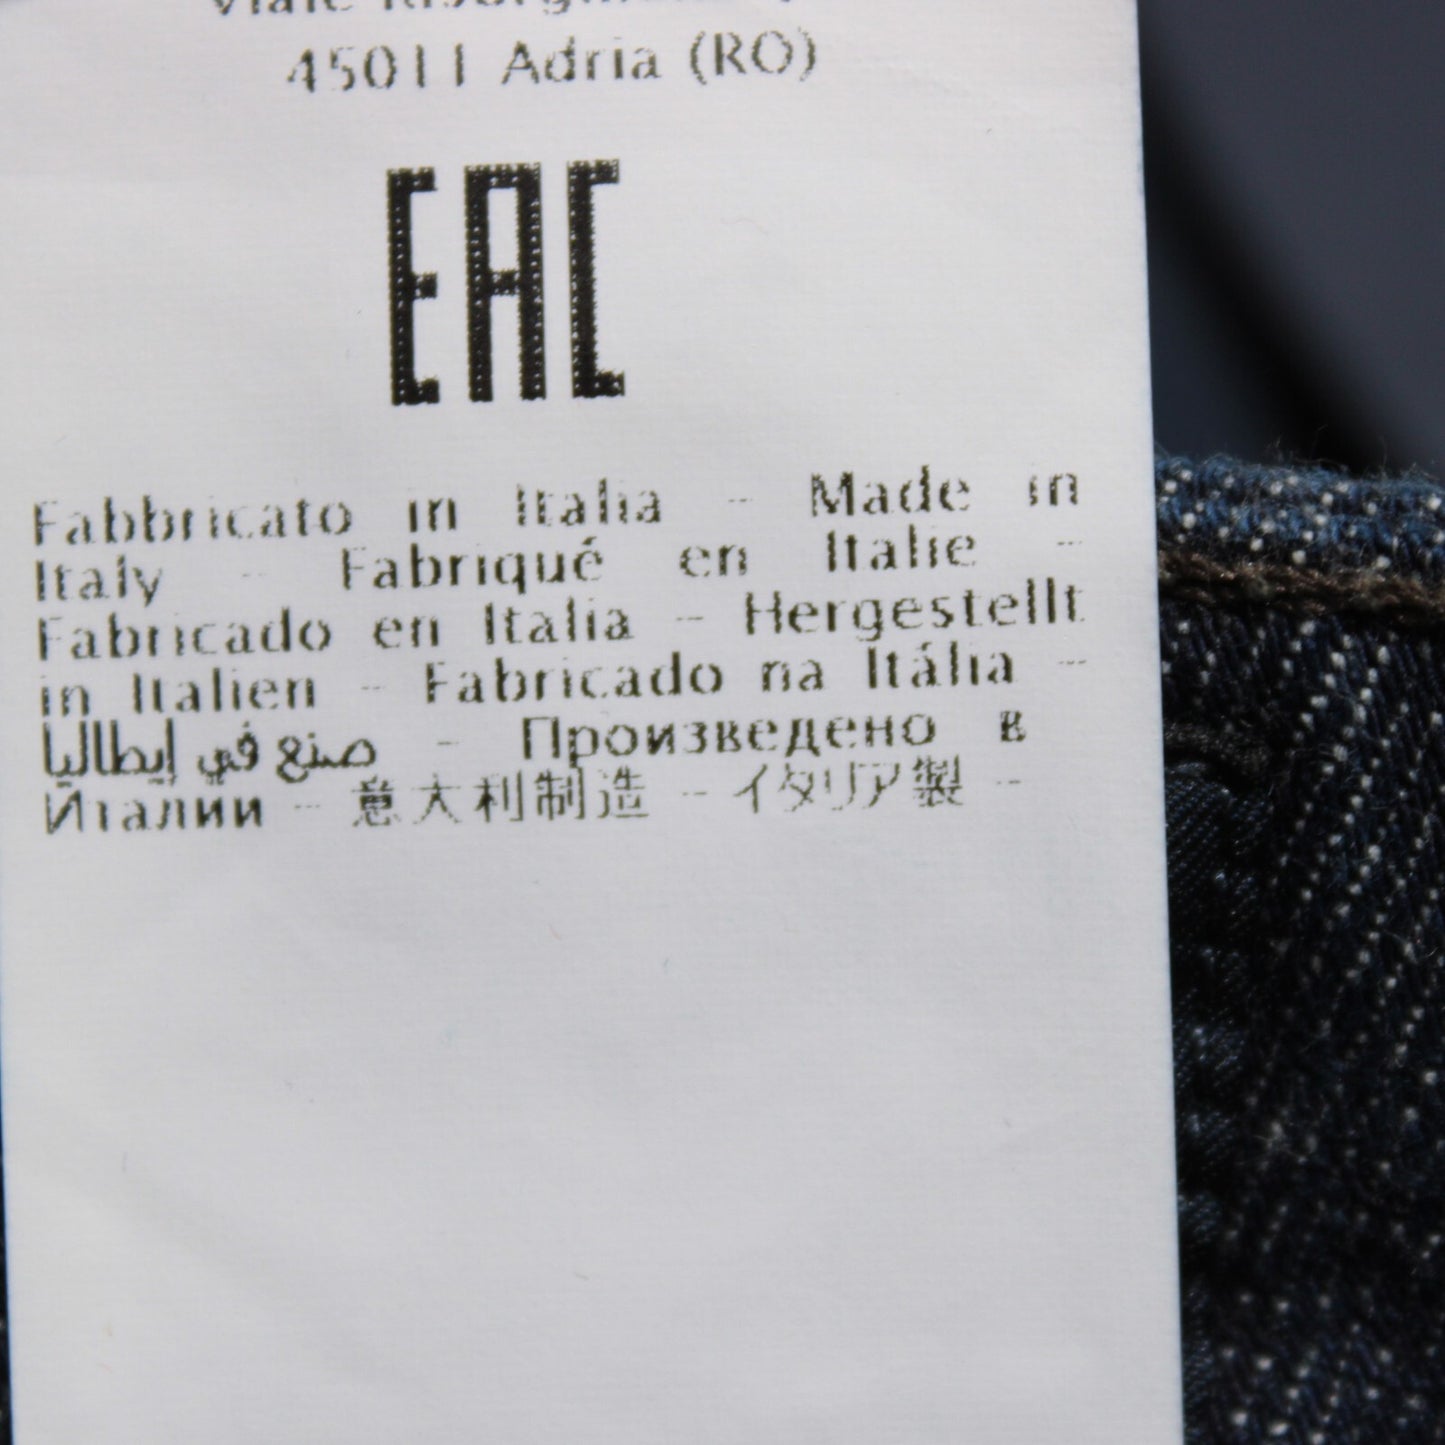 Viale
45011 Adria (RO)
EAC
Fabbricato in Italia - Made in
Italy - Fabriqué en Italie -
Fabricado en Italia - Hergestellt
in Italien - Fabricado na Itália -
صنع في إيطاليا - Произведено в
Италии - 意大利制造 - イタリア製 -